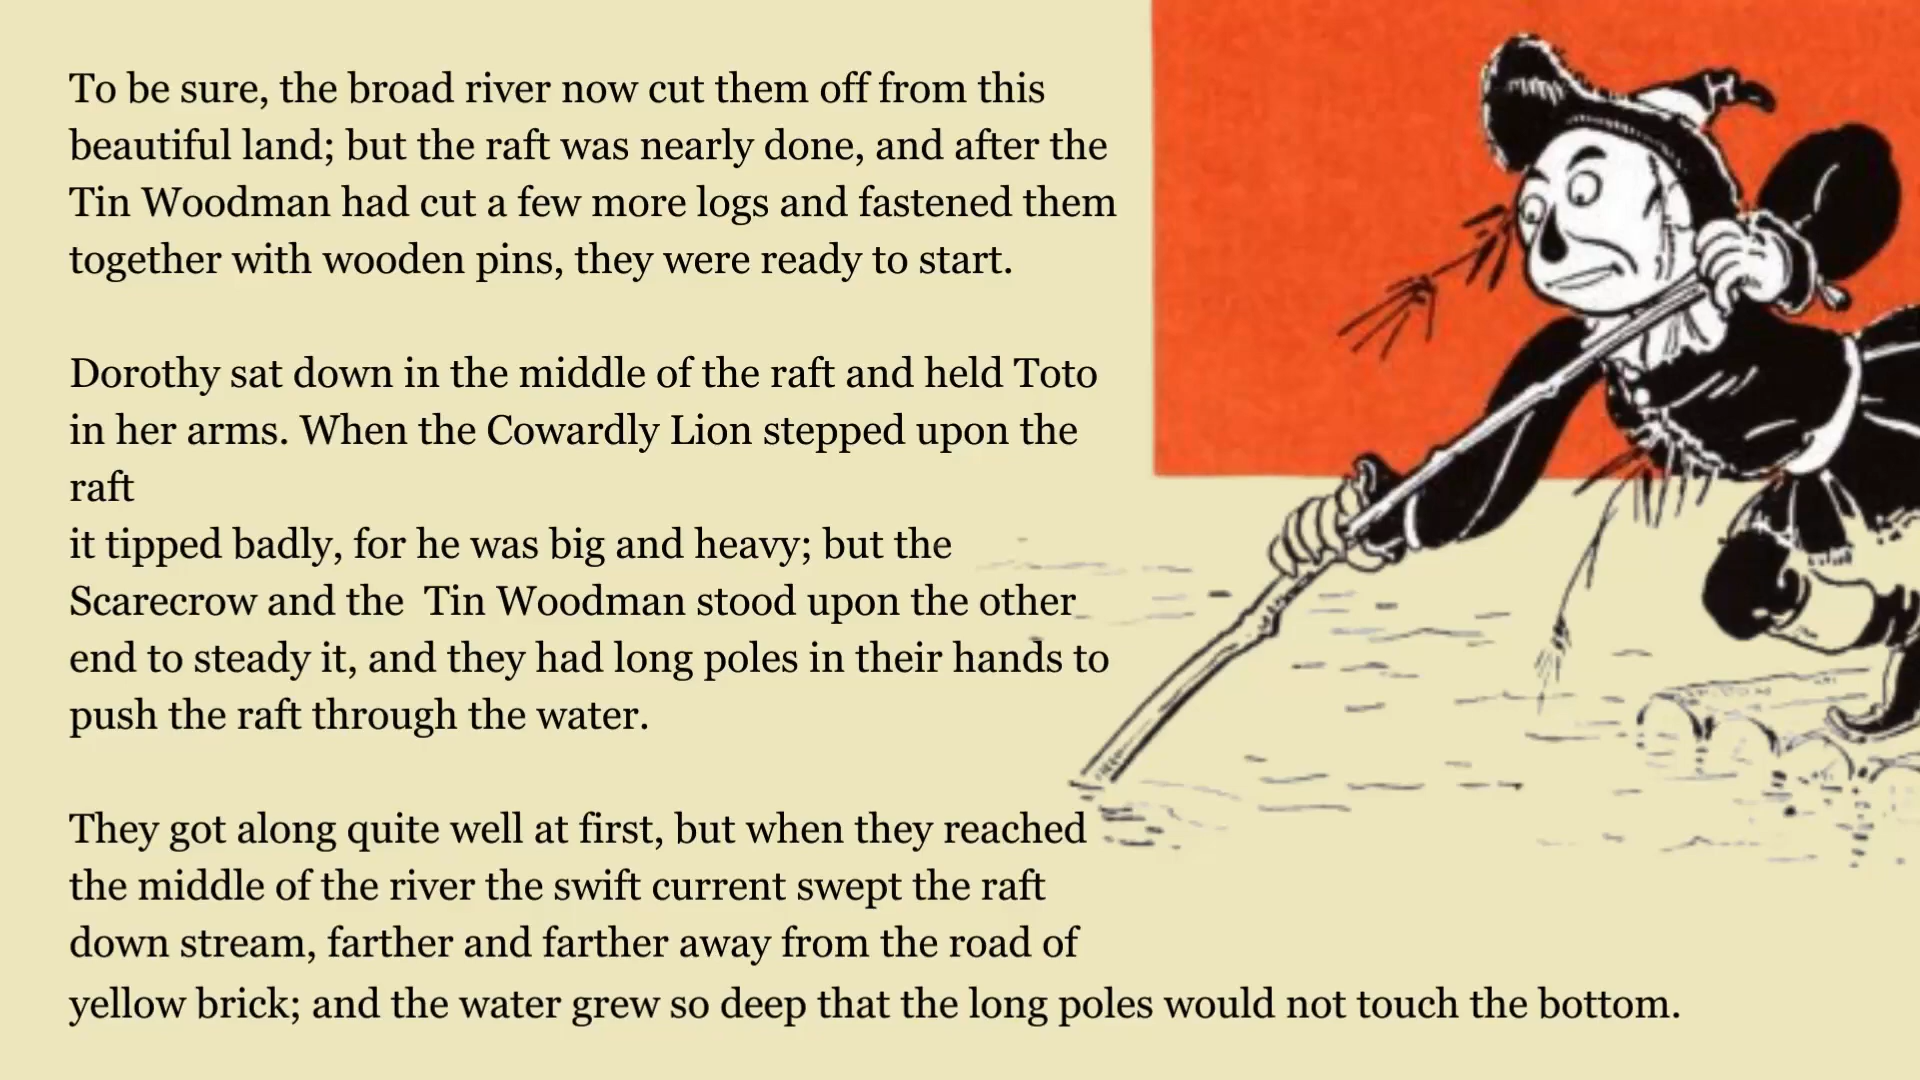 To be sure, the broad river now cut them off from this
beautiful land; but the raft was nearly done, and after the
Tin Woodman had cut a few more logs and fastened them
together with wooden pins, they were ready to start.
Dorothy sat down in the middle of the raft and held Toto
in her arms. When the Cowardly Lion stepped upon the
raft
it tipped badly, for he was big and heavy; but the
Scarecrow and the  Tin Woodman stood upon the other
end to steady it, and they had long poles in their hands to
push the raft through the water.
They got along quite well at first, but when they reached
the middle of the river the swift current swept the raft
down stream, farther and farther away from the road of
yellow brick; and the water grew so deep that the long poles would not touch the bottom.